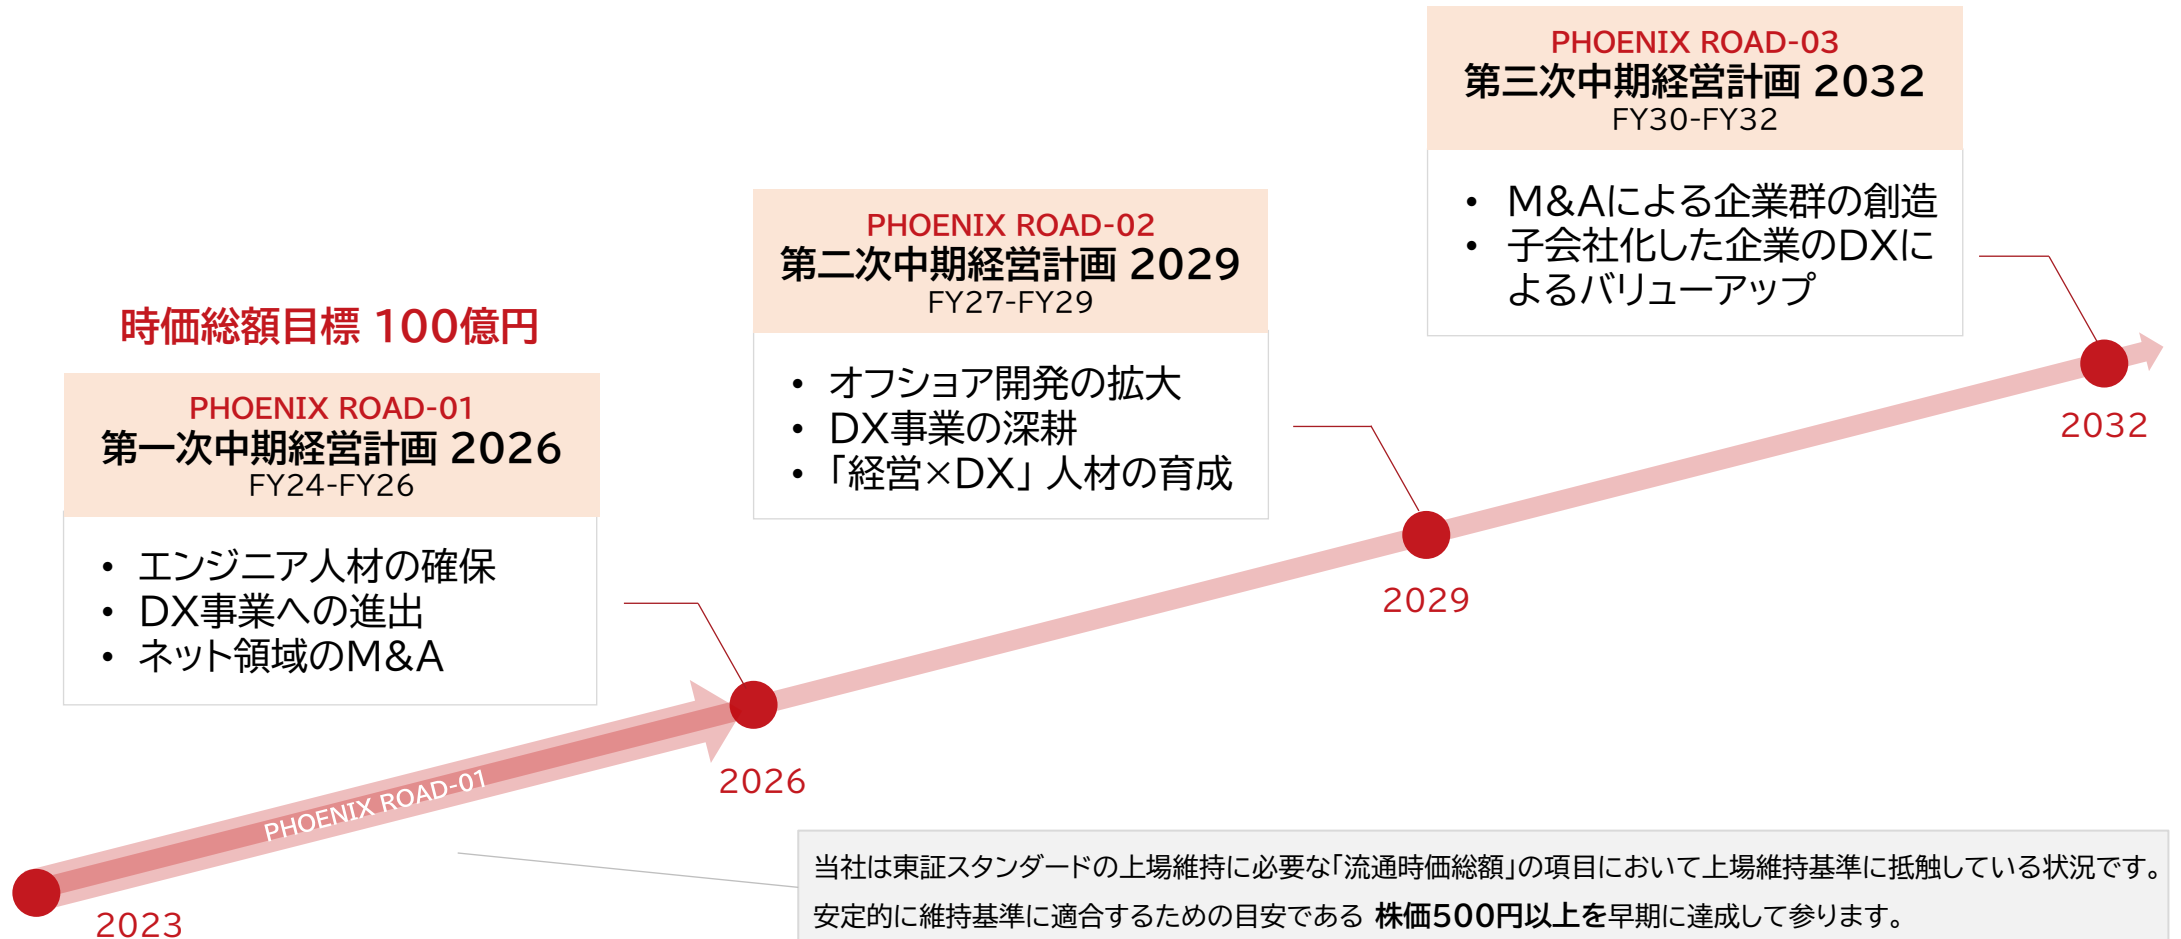 時価総額目標 100億円
PHOENIX ROAD-01
第一次中期経営計画 2026
FY24-FY26
• エンジニア人材の確保
• DX事業への進出
• ネット領域のM&A
PHOENIX ROAD-02
第二次中期経営計画 2029
FY27-FY29
• オフショア開発の拡大
• DX事業の深耕
• 「経営×DX」 人材の育成
PHOENIX ROAD-03
第三次中期経営計画 2032
FY30-FY32
• M&Aによる企業群の創造
• 子会社化した企業のDXに
よるバリューアップ
PHOENIX ROAD-01
2023
2026
2029
2032
当社は東証スタンダードの上場維持に必要な「流通時価総額」の項目において上場維持基準に抵触している状況です。
安定的に維持基準に適合するための目安である 株価500円以上を早期に達成して参ります。